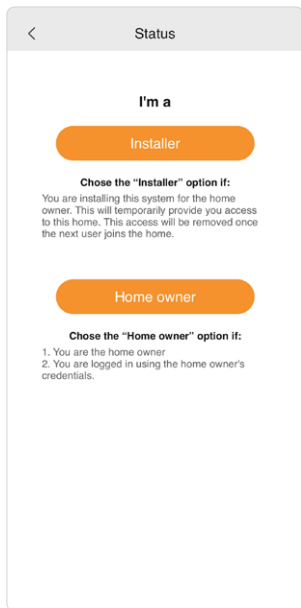 Status
I'm a
Installer
Chose the “Installer” option if:
You are installing this system for the home
owner. This will temporarily provide you access
to this home. This access will be removed once
the next user joins the home.
Home owner
Chose the “Home owner” option if:
1. You are the home owner
2. You are logged in using the home owner's
credentials.